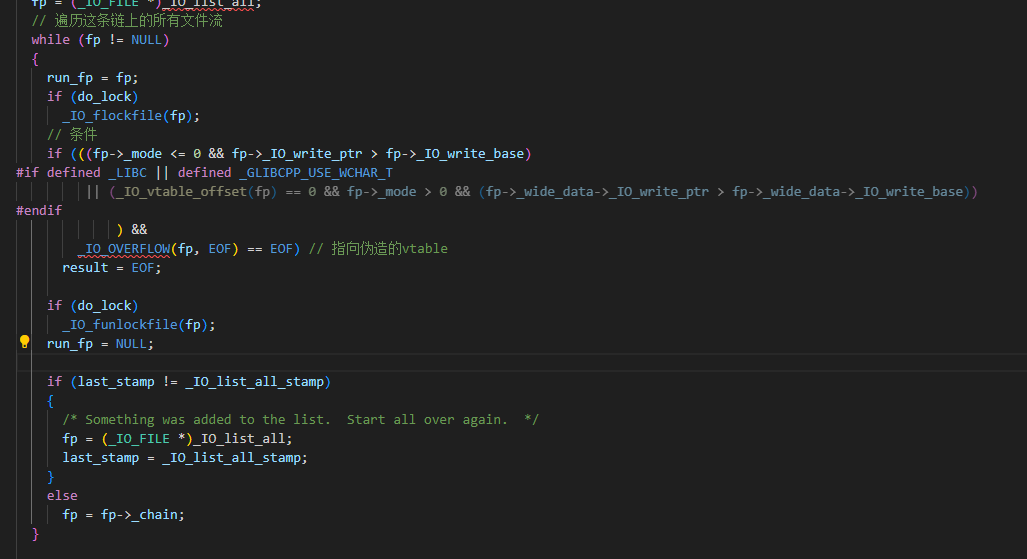 fp = (_IO_FILE *)_IO_list_all;
// 遍历这条链上的所有文件流
while (fp != NULL)
{
run_fp = fp;
if (do_lock)
_IO_flockfile(fp);
// 条件
if (((fp->_mode <= 0 && fp->_IO_write_ptr > fp->_IO_write_base)
#if defined _LIBC || defined _GLIBCPP_USE_WCHAR_T
|| (_IO_vtable_offset(fp) == 0 && fp->_mode > 0 && (fp->_wide_data->_IO_write_ptr > fp->_wide_data->_IO_write_base))
#endif
) &&
_IO_OVERFLOW(fp, EOF) == EOF) // 指向伪造的vtable
result = EOF;
if (do_lock)
_IO_funlockfile(fp);
run_fp = NULL;
if (last_stamp != _IO_list_all_stamp)
{
/* Something was added to the list.  Start all over again.  */
fp = (_IO_FILE *)_IO_list_all;
last_stamp = _IO_list_all_stamp;
}
else
fp = fp->_chain;
}